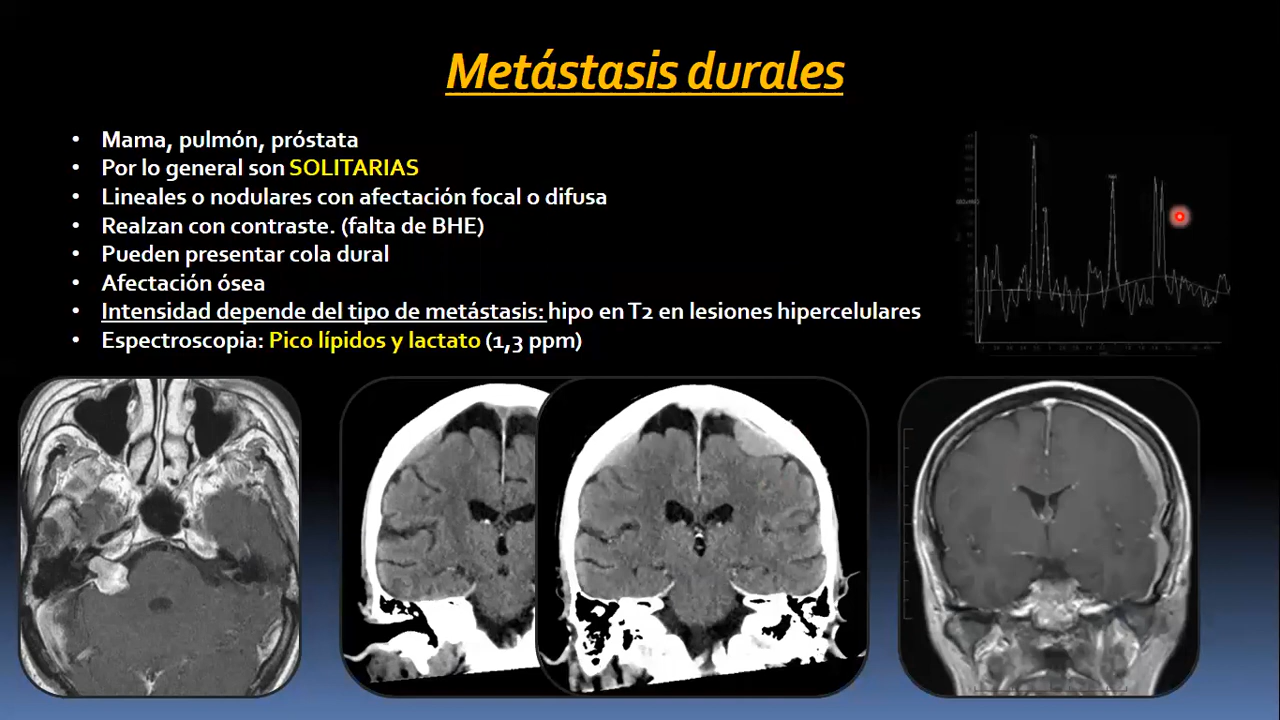 Metástasis durales
• Mama, pulmón, próstata
• Por lo general son SOLITARIAS
• Lineales o nodulares con afectación focal o difusa
• Realzan con contraste. (falta de BHE)
• Pueden presentar cola dural
• Afectación ósea
• Intensidad depende del tipo de metástasis: hipo en T2 en lesiones hipercelulares
• Espectroscopia: Pico lípidos y lactato (1,3 ppm)